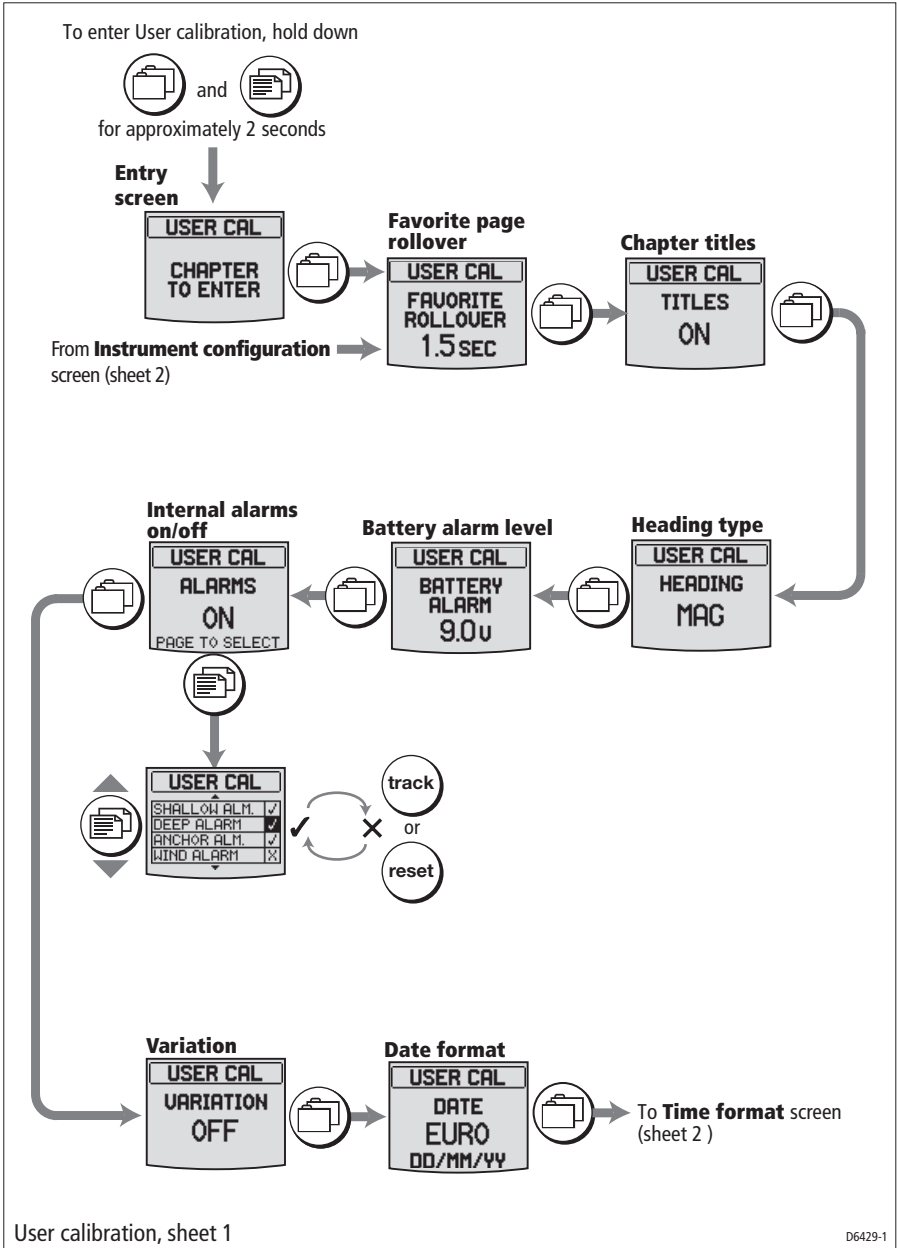 To enter User calibration, hold down
and
for approximately 2 seconds
Entry
screen
USER CAL
CHAPTER
TO ENTER
Favorite page
rollover
USER CAL
FAVORITE
ROLLOVER
1.5 SEC
Chapter titles
USER CAL
TITLES
ON
From Instrument configuration
screen (sheet 2)
Heading type
USER CAL
HEADING
MAG
Battery alarm level
USER CAL
BATTERY
ALARM
9.0v
Internal alarms
on/off
USER CAL
ALARMS
ON
PAGE TO SELECT
USER CAL
SHALLOW ALM. ✓
DEEP ALARM ✓
ANCHOR ALM. ✓
WIND ALARM X
✓
✕
track
or
reset
Variation
USER CAL
VARIATION
OFF
Date format
USER CAL
DATE
EURO
DD/MM/YY
To Time format screen
(sheet 2 )
User calibration, sheet 1
D6429-1